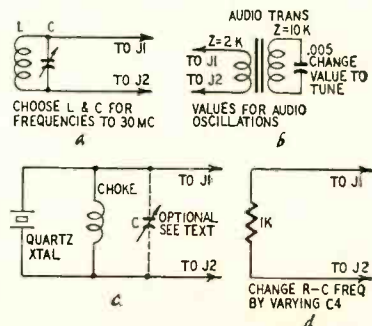 L C
TO J1
TO J2
CHOOSE L & C FOR
FREQUENCIES TO 30 MC
a
AUDIO TRANS
Z=2K
Z=10K
TO J1
TO J2
.005
CHANGE
VALUE TO
TUNE
VALUES FOR AUDIO
OSCILLATIONS
b
QUARTZ
XTAL
CHOKE
C
OPTIONAL
SEE TEXT
TO J1
TO J2
c
1K
TO J1
TO J2
CHANGE R-C FREQ
BY VARYING C4
d